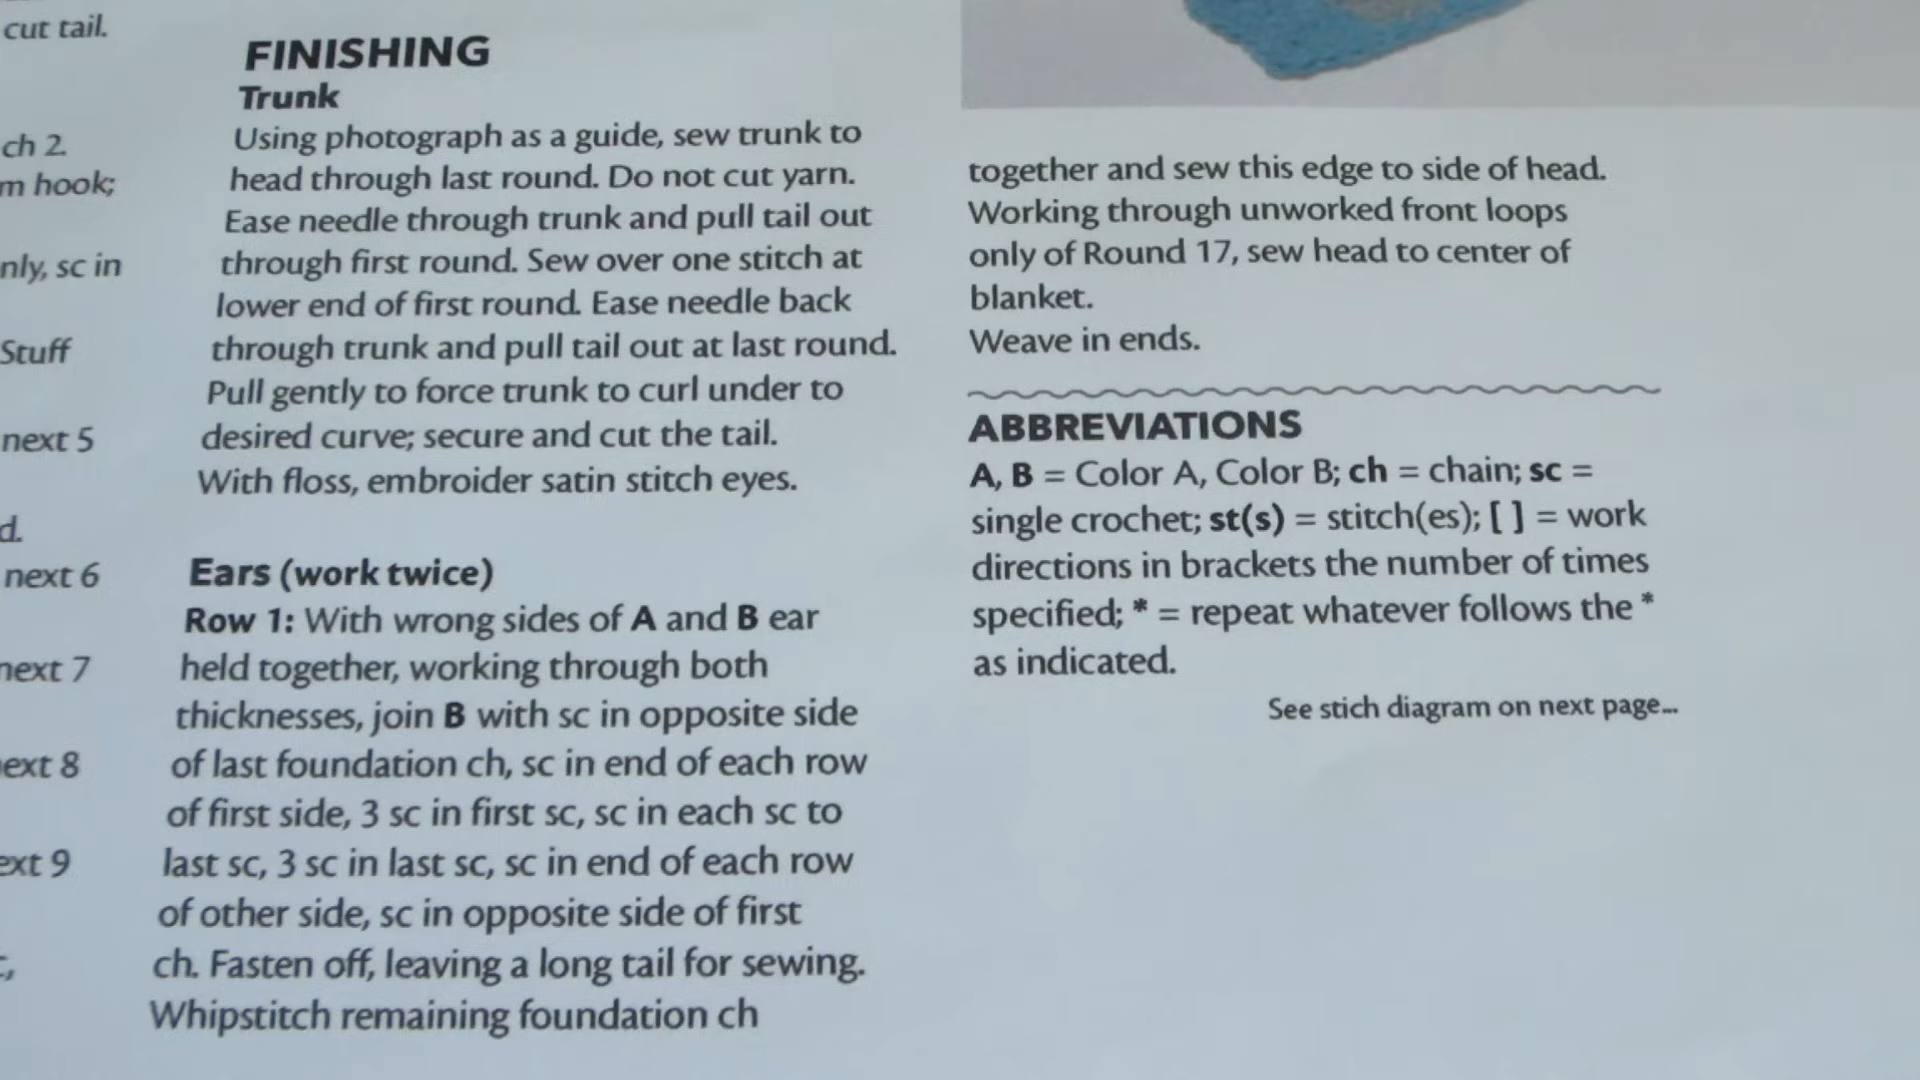 cut tail.
ch 2.
m hook;
nly, sc in
Stuff
next 5
d.
next 6
next 7
ext 8
ext 9
FINISHING
Trunk
Using photograph as a guide, sew trunk to
head through last round. Do not cut yarn.
Ease needle through trunk and pull tail out
through first round. Sew over one stitch at
lower end of first round. Ease needle back
through trunk and pull tail out at last round.
Pull gently to force trunk to curl under to
desired curve; secure and cut the tail.
With floss, embroider satin stitch eyes.
Ears (work twice)
Row 1: With wrong sides of A and B ear
held together, working through both
thicknesses, join B with sc in opposite side
of last foundation ch, sc in end of each row
of first side, 3 sc in first sc, sc in each sc to
last sc, 3 sc in last sc, sc in end of each row
of other side, sc in opposite side of first
ch. Fasten off, leaving a long tail for sewing.
Whipstitch remaining foundation ch
together and sew this edge to side of head.
Working through unworked front loops
only of Round 17, sew head to center of
blanket.
Weave in ends.
ABBREVIATIONS
A, B = Color A, Color B; ch = chain; sc =
single crochet; st(s) = stitch(es); [ ] = work
directions in brackets the number of times
specified; * = repeat whatever follows the *
as indicated.
See stich diagram on next page...